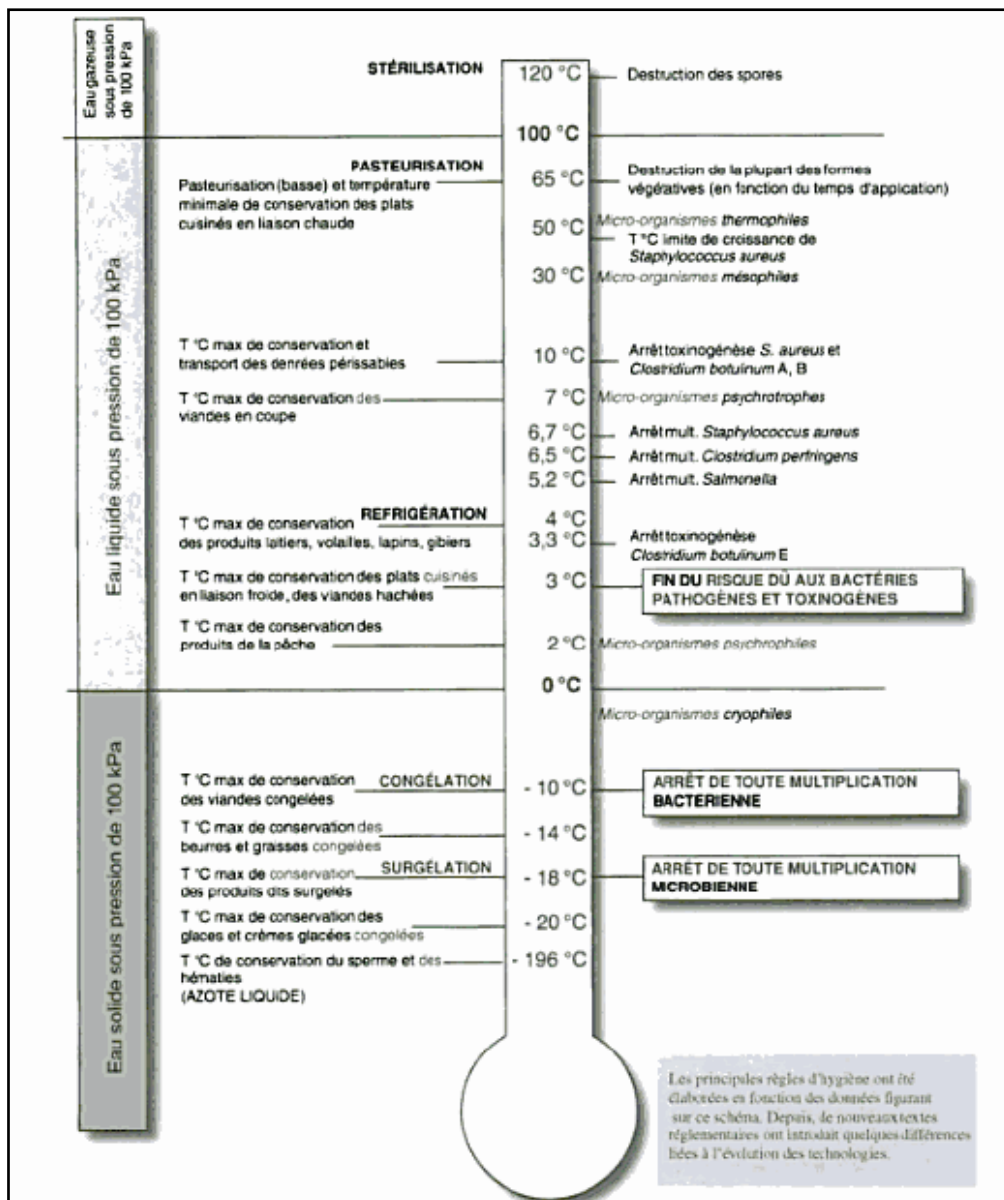 Eau gazeuse
sous pression
de 100 kPa
Eau liquide sous pression de 100 kPa
Eau solide sous pression de 100 kPa
STÉRILISATION
120 °C
Destruction des spores
100 °C
PASTEURISATION
Pasteurisation (basse) et température
minimale de conservation des plats
cuisinés en liaison chaude
65 °C
Destruction de la plupart des formes
végétatives (en fonction du temps d'application)
50 °C
Micro-organismes thermophiles
T °C limite de croissance de
Staphylococcus aureus
30 °C
Micro-organismes mésophiles
T °C max de conservation et
transport des denrées périssables
10 °C
Arrêt toxinogénèse S. aureus et
Clostridium botulinum A, B
T °C max de conservation des
viandes en coupe
7 °C
Micro-organismes psychrotrophes
6,7 °C
Arrêt mult. Staphylococcus aureus
6,5 °C
Arrêt mult. Clostridium perfringens
5,2 °C
Arrêt mult. Salmonella
REFRIGÉRATION
T °C max de conservation
des produits laitiers, volailles, lapins, gibiers
4 °C
3,3 °C
Arrêt toxinogénèse
Clostridium botulinum E
T °C max de conservation des plats cuisinés
en liaison froide, des viandes hachées
3 °C
FIN DU RISQUE DÛ AUX BACTÉRIES
PATHOGÈNES ET TOXINOGÈNES
T °C max de conservation des
produits de la pêche
2 °C
Micro-organismes psychrophiles
0 °C
Micro-organismes cryophiles
CONGÉLATION
T °C max de conservation
des viandes congelées
- 10 °C
ARRÊT DE TOUTE MULTIPLICATION
BACTÉRIENNE
T °C max de conservation des
beurres et graisses congelées
- 14 °C
SURGÉLATION
T °C max de conservation
des produits dits surgelés
- 18 °C
ARRÊT DE TOUTE MULTIPLICATION
MICROBIENNE
T °C max de conservation des
glaces et crèmes glacées congelées
- 20 °C
T °C de conservation du sperme et des
hématies
(AZOTE LIQUIDE)
- 196 °C
Les principales règles d'hygiène ont été
élaborées en fonction des données figurant
sur ce schéma. Depuis, de nouveaux textes
réglementaires ont introduit quelques différences
liées à l'évolution des technologies.